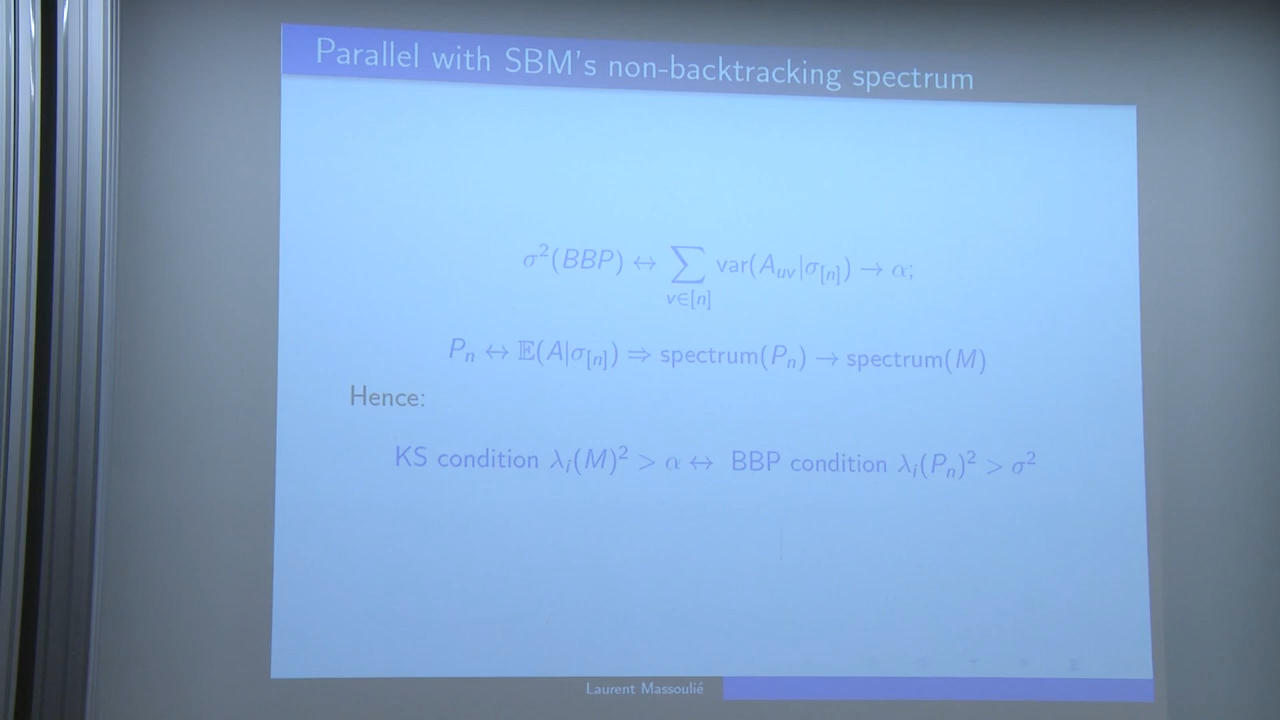 Parallel with SBM's non-backtracking spectrum
σ²(BBP) ↔ ∑_{v∈[n]} var(A_{uv}|σ_{[n]}) → α;
P_n ↔ 𝔼(A|σ_{[n]}) ⇒ spectrum(P_n) → spectrum(M)
Hence:
KS condition λ_i(M)² > α ↔ BBP condition λ_i(P_n)² > σ²
Laurent Massoulié